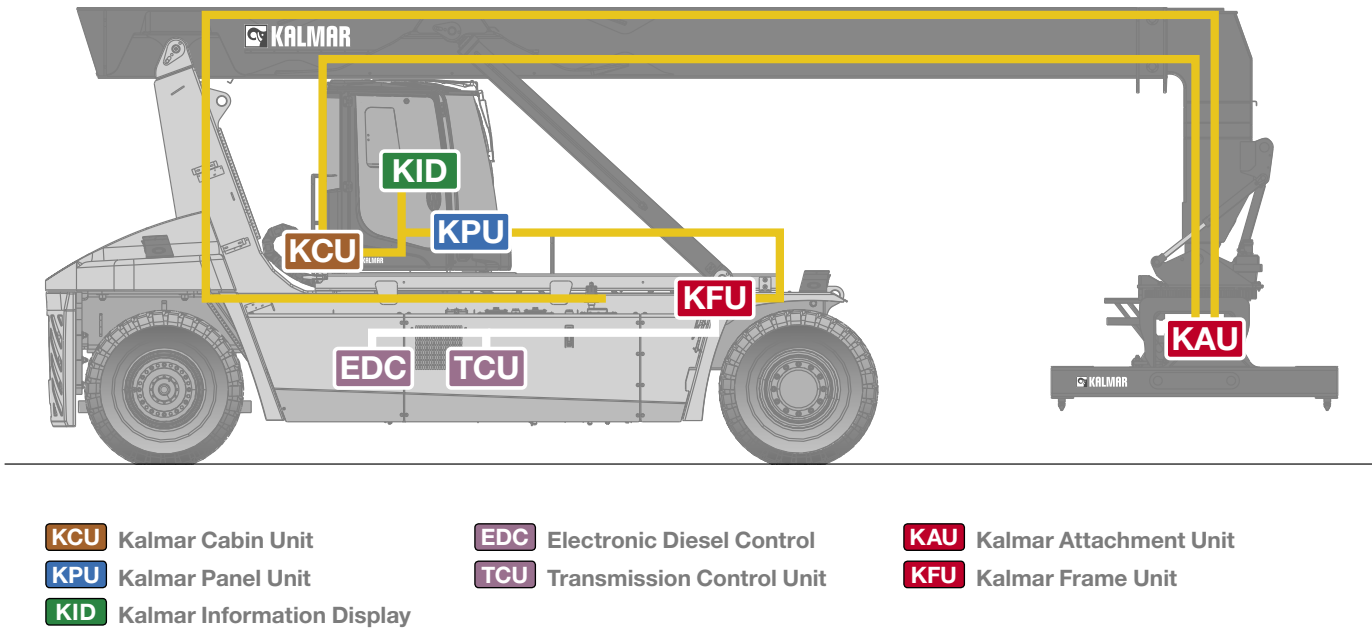 KALMAR
KID
KPU
KCU
KFU
KAU
EDC TCU
KALMAR
KALMAR
KCU Kalmar Cabin Unit
KPU Kalmar Panel Unit
KID Kalmar Information Display
EDC Electronic Diesel Control
TCU Transmission Control Unit
KAU Kalmar Attachment Unit
KFU Kalmar Frame Unit